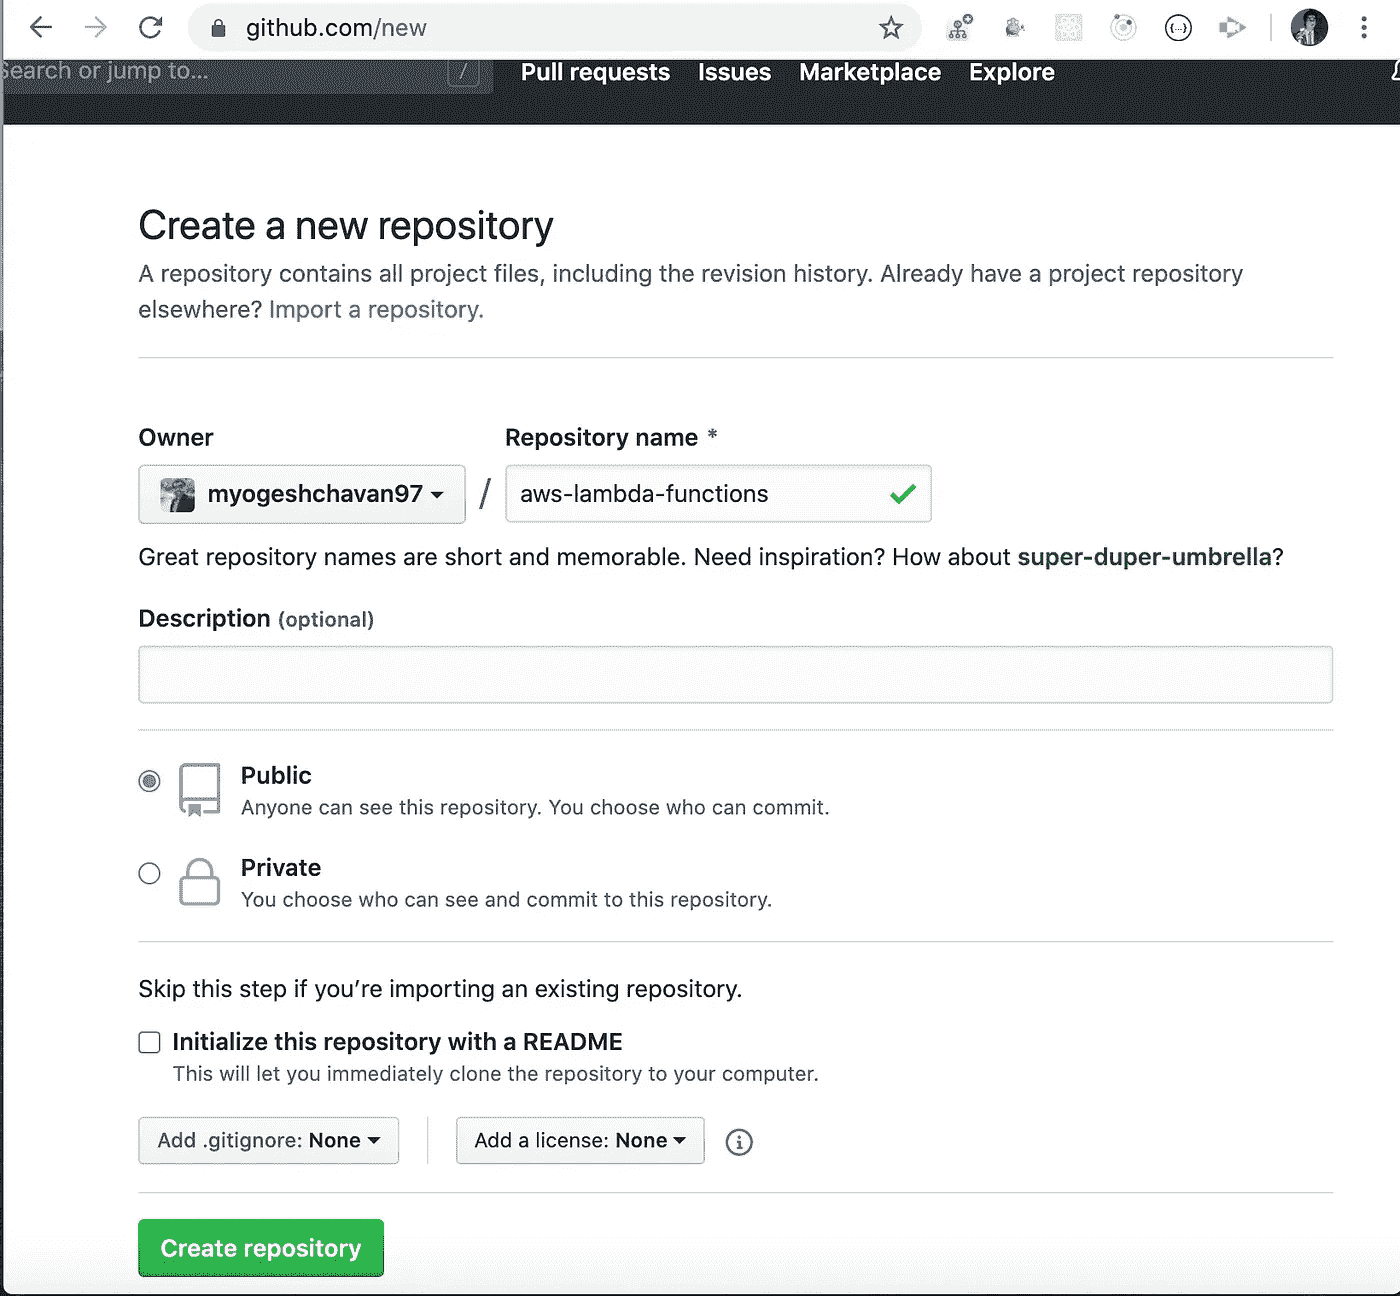 github.com/new
Search or jump to... /
Pull requests Issues Marketplace Explore
Create a new repository
A repository contains all project files, including the revision history. Already have a project repository
elsewhere? Import a repository.
Owner Repository name *
myogeshchavan97 / aws-lambda-functions
Great repository names are short and memorable. Need inspiration? How about super-duper-umbrella?
Description (optional)
Public
Anyone can see this repository. You choose who can commit.
Private
You choose who can see and commit to this repository.
Skip this step if you’re importing an existing repository.
Initialize this repository with a README
This will let you immediately clone the repository to your computer.
Add .gitignore: None Add a license: None
Create repository